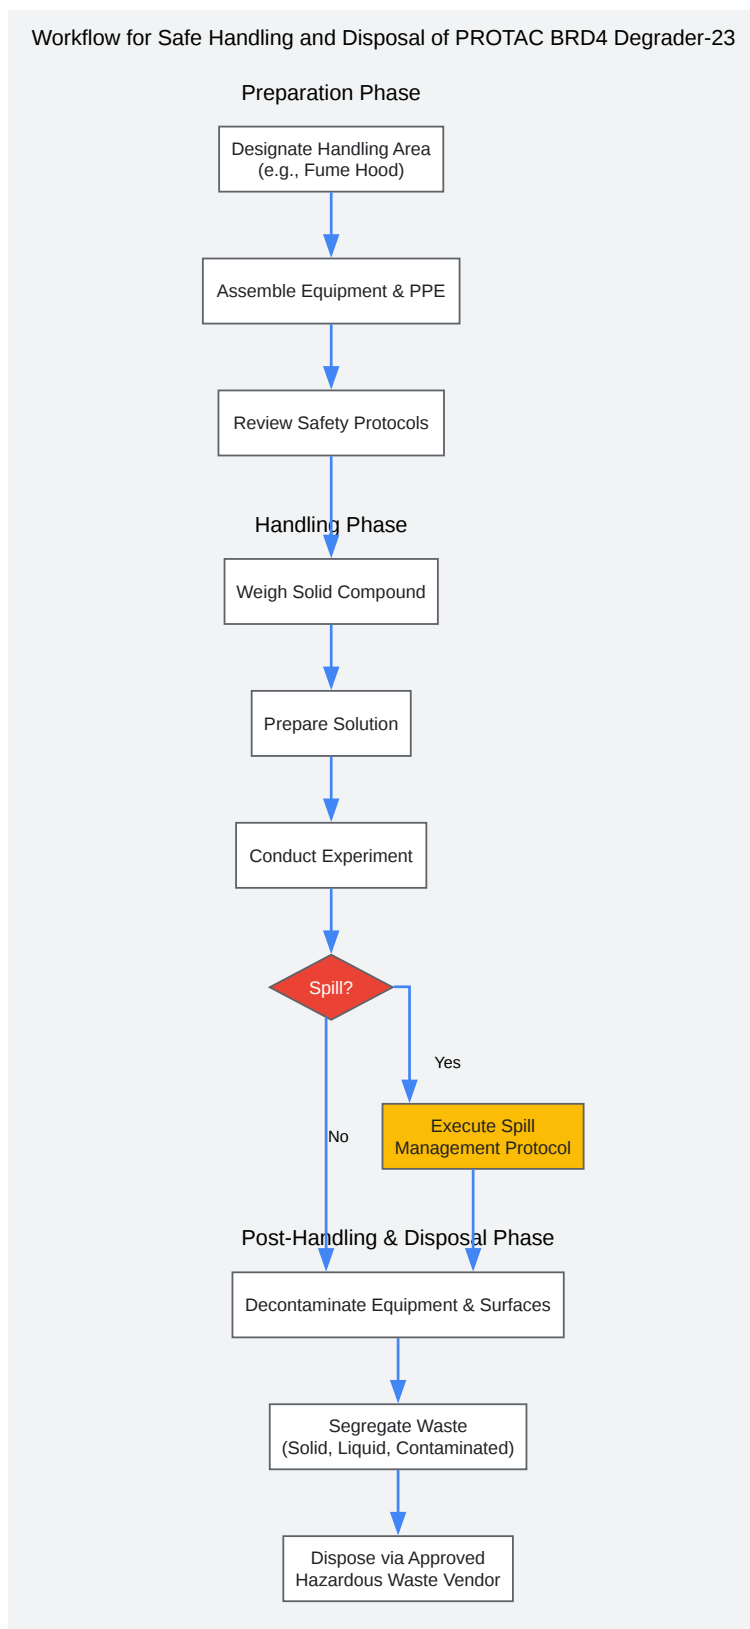 Workflow for Safe Handling and Disposal of PROTAC BRD4 Degrader-23
Preparation Phase
Designate Handling Area
(e.g., Fume Hood)
Assemble Equipment & PPE
Review Safety Protocols
Handling Phase
Weigh Solid Compound
Prepare Solution
Conduct Experiment
Spill?
Yes
Execute Spill
Management Protocol
No
Post-Handling & Disposal Phase
Decontaminate Equipment & Surfaces
Segregate Waste
(Solid, Liquid, Contaminated)
Dispose via Approved
Hazardous Waste Vendor